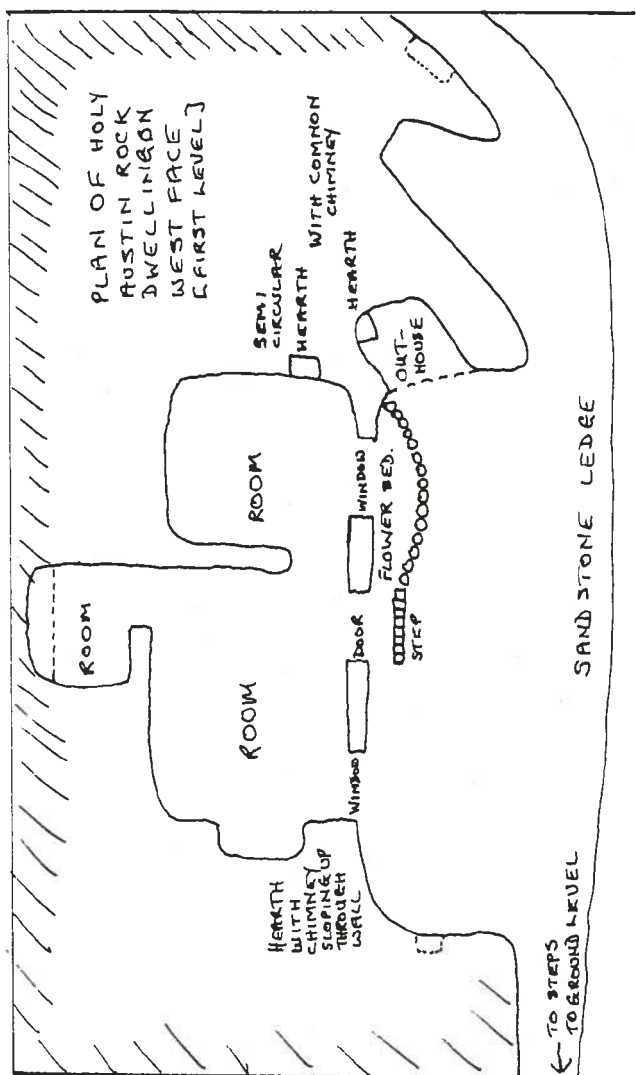 PLAN OF HOLY
AUSTIN ROCK
DWELLINGON
WEST FACE
[FIRST LEVEL]
SEMI
CIRCULAR
HEARTH
WITH COMMON
CHIMNEY
HEARTH
OUT-
HOUSE
ROOM
ROOM
ROOM
WINDOW
FLOWER BED.
DOOR
STEP
WINDOW
HEARTH
WITH
CHIMNEY
SLOPING UP
THROUGH
WALL
SANDSTONE LEDGE
← TO STEPS
TO GROUND LEVEL